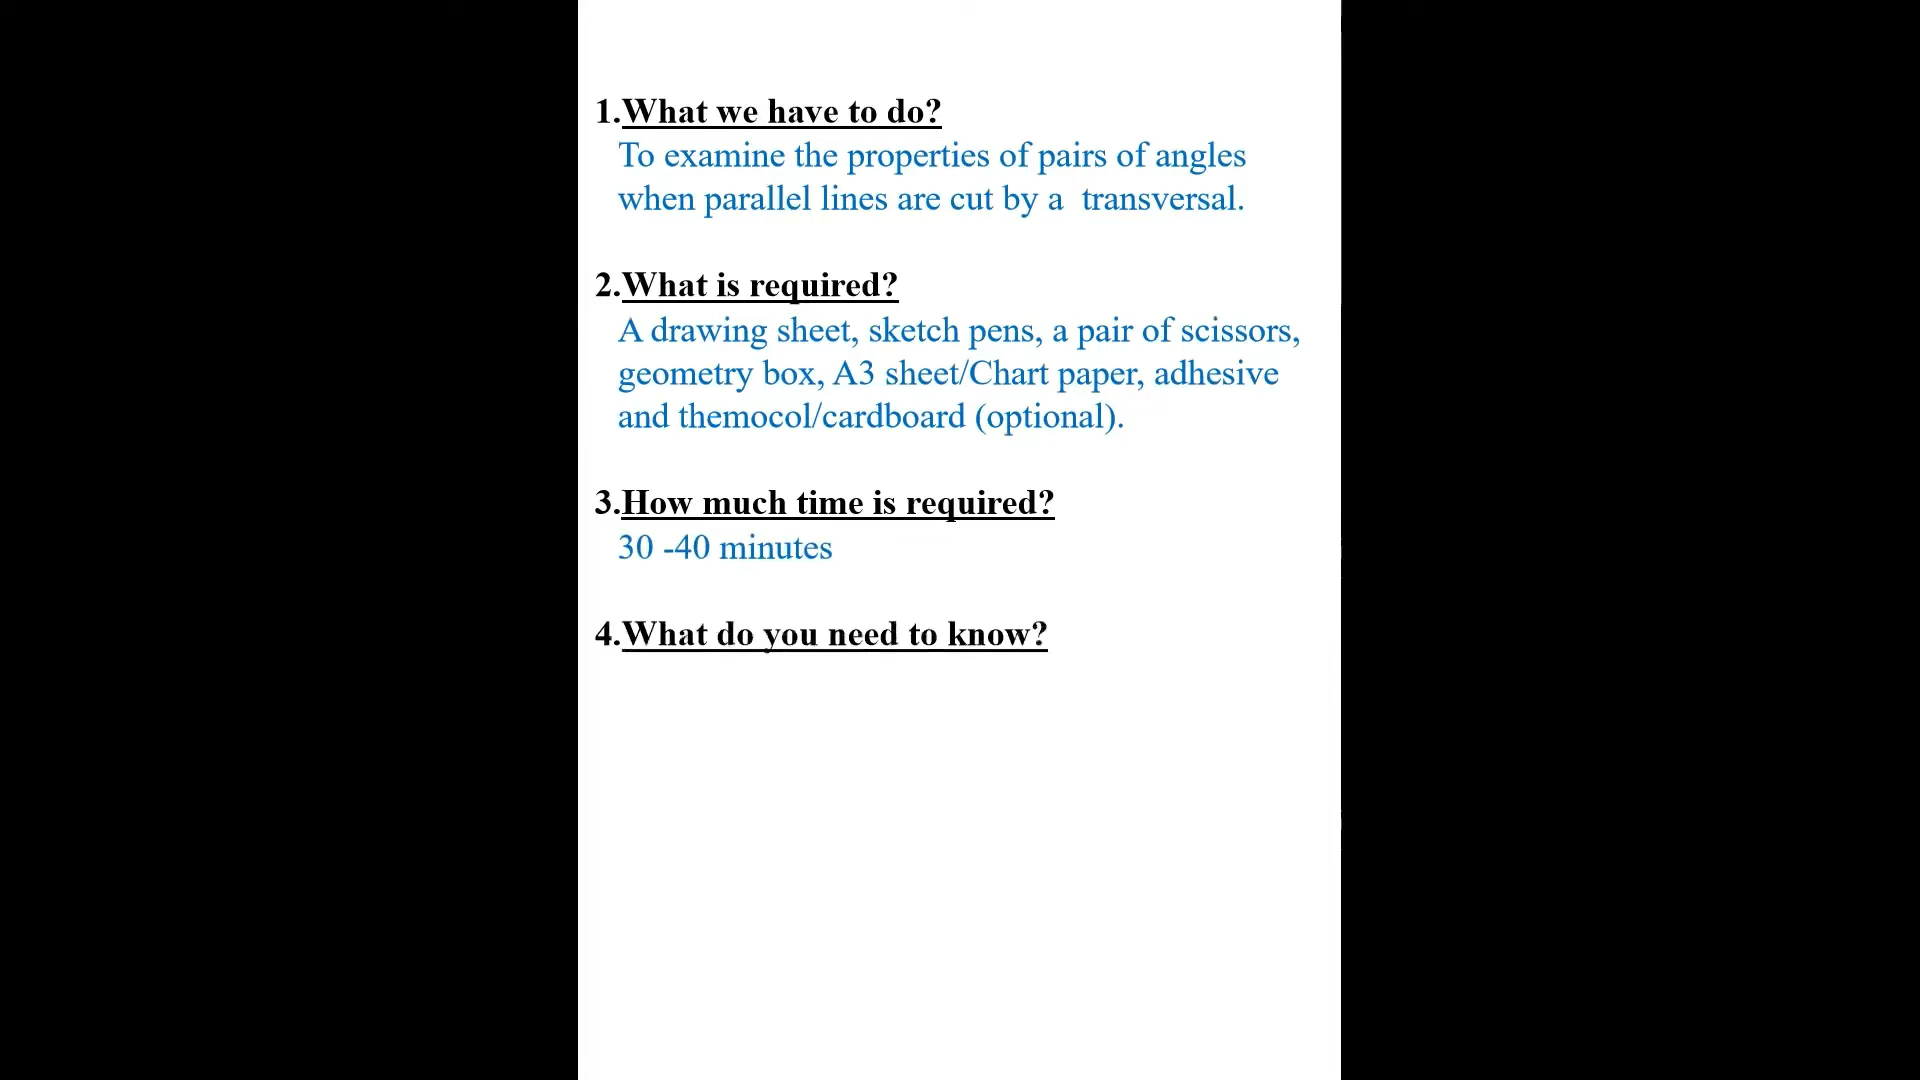 1.What we have to do?
To examine the properties of pairs of angles
when parallel lines are cut by a  transversal.
2.What is required?
A drawing sheet, sketch pens, a pair of scissors,
geometry box, A3 sheet/Chart paper, adhesive
and themocol/cardboard (optional).
3.How much time is required?
30 -40 minutes
4.What do you need to know?